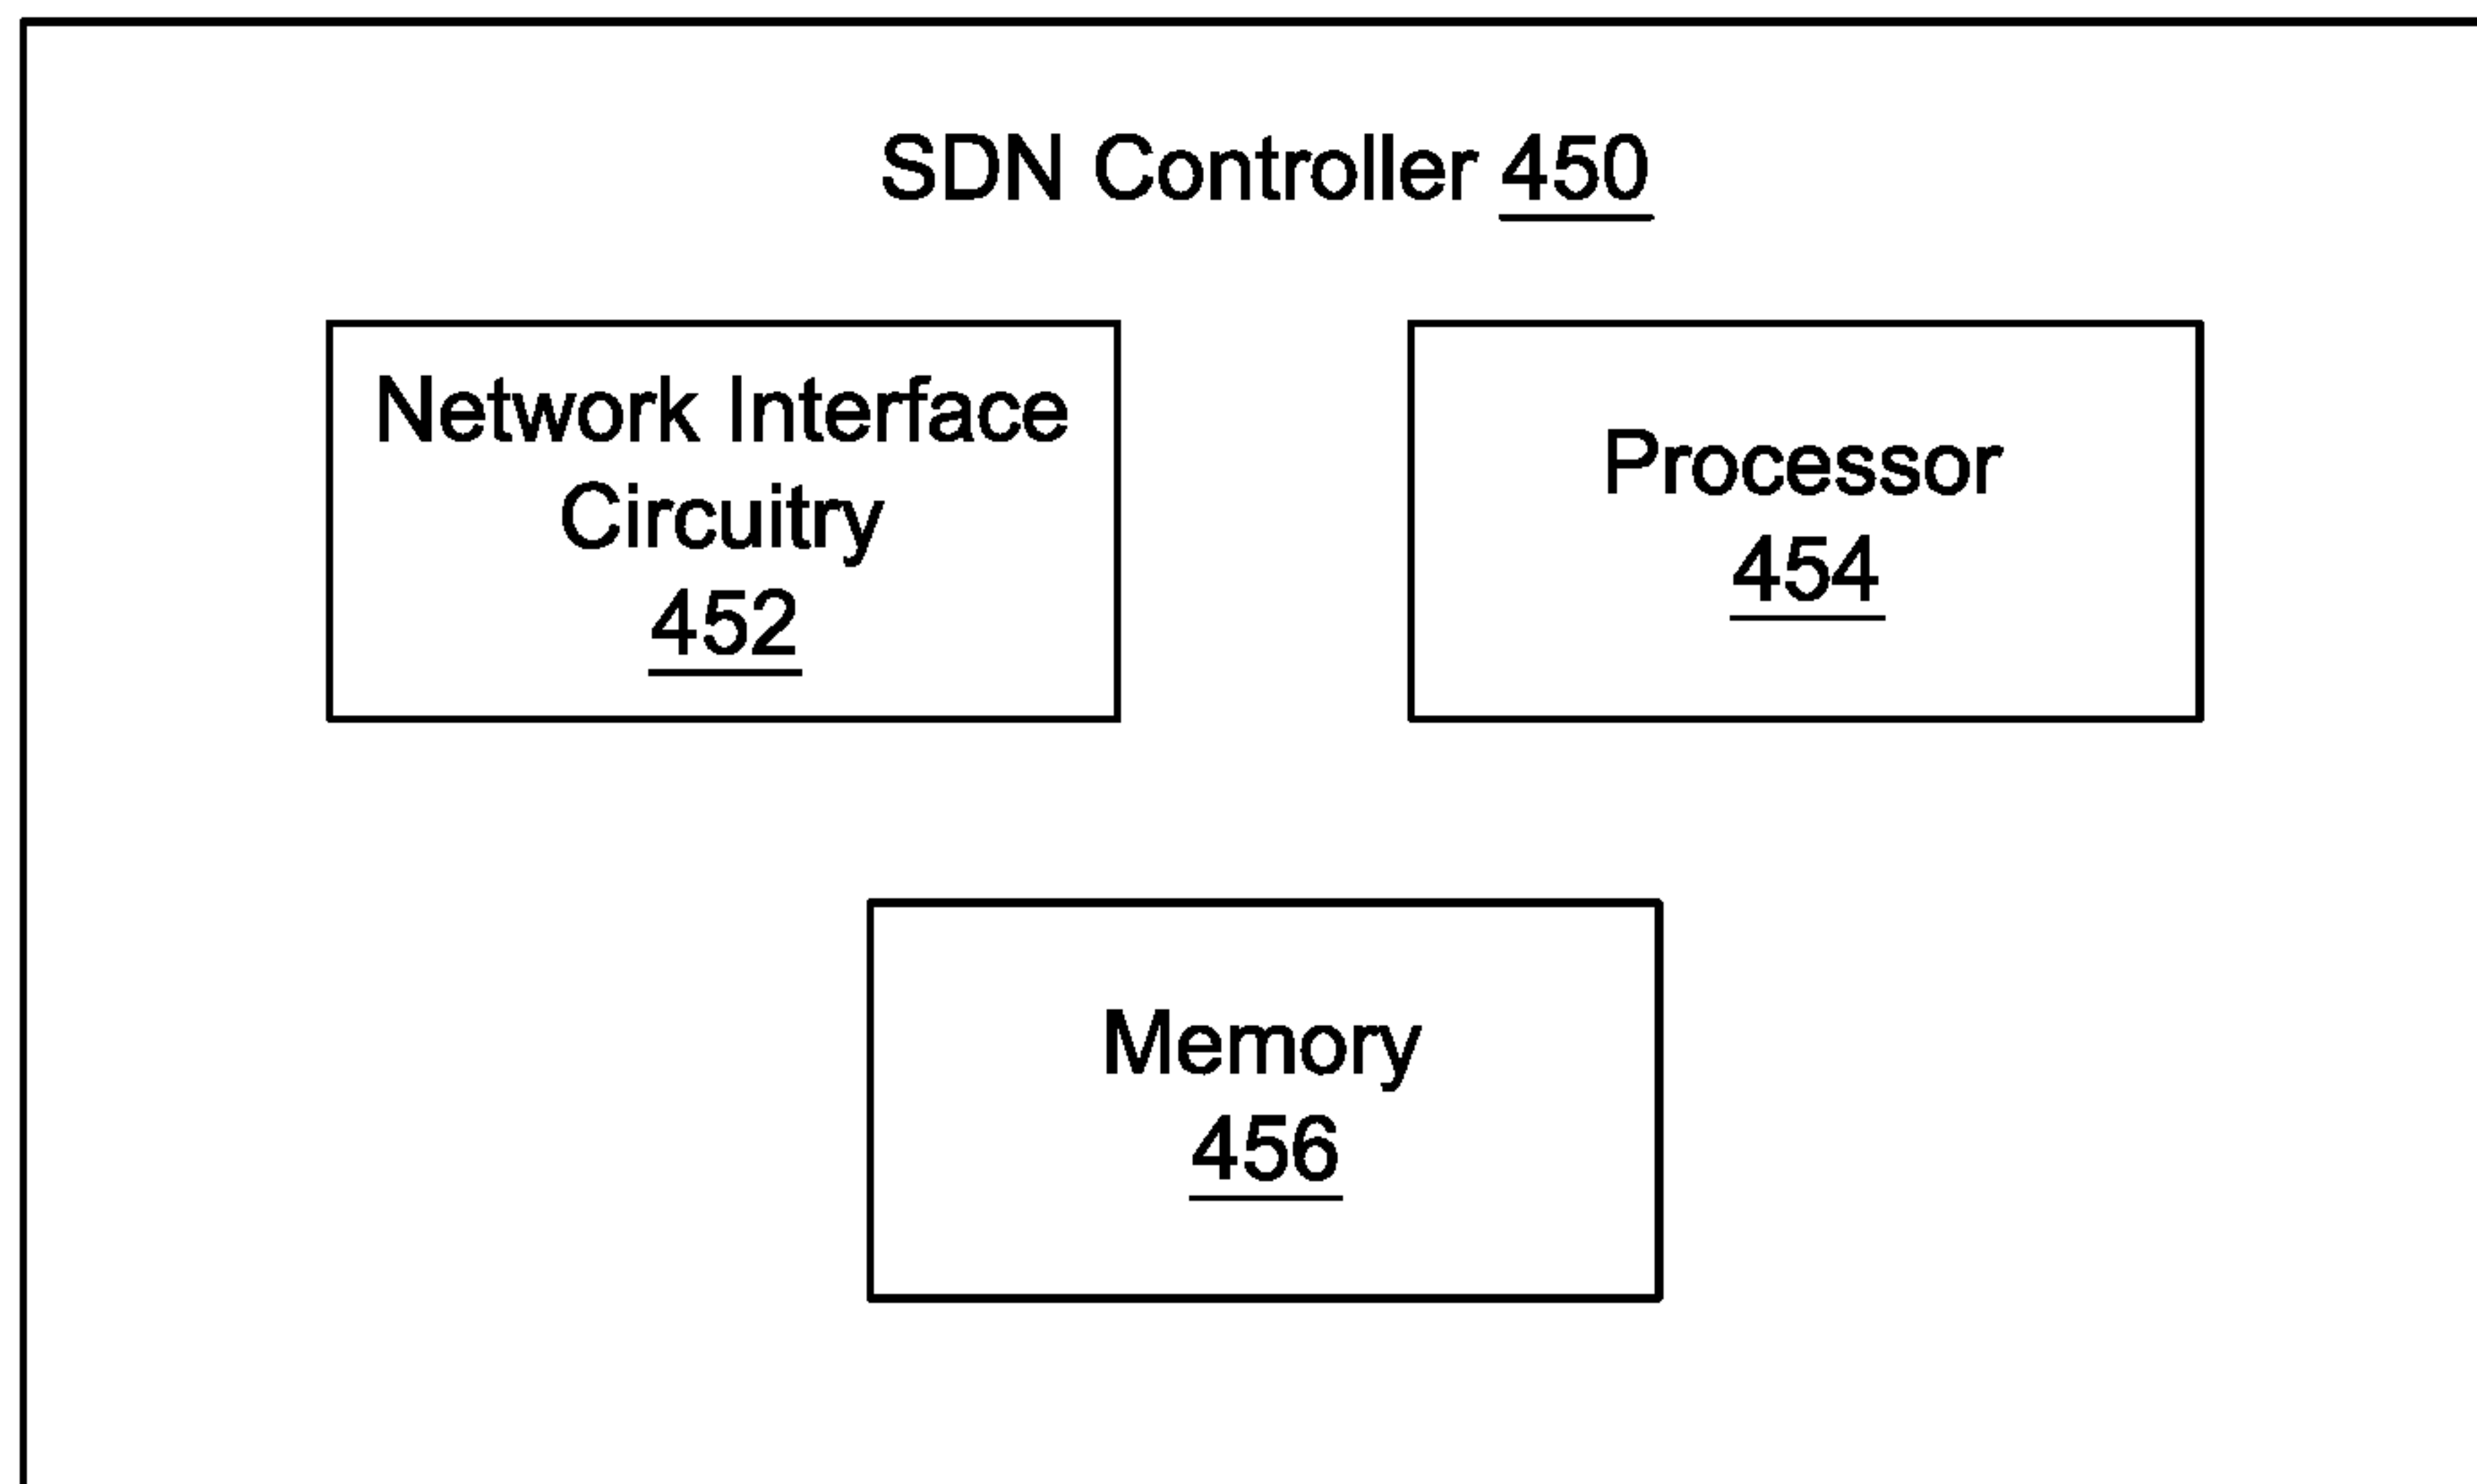 SDN Controller 450
Network Interface
Circuitry
452
Processor
454
Memory
456